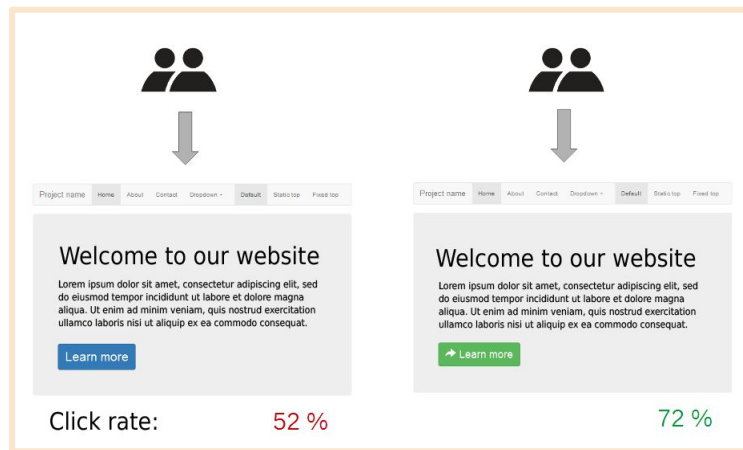 Project name Home About Contact Dropdown Default Static top Fixed top
Welcome to our website
Lorem ipsum dolor sit amet, consectetur adipiscing elit, sed
do eiusmod tempor incididunt ut labore et dolore magna
aliqua. Ut enim ad minim veniam, quis nostrud exercitation
ullamco laboris nisi ut aliquip ex ea commodo consequat.
Learn more
Click rate: 52 %
Project name Home About Contact Dropdown Default Static top Fixed top
Welcome to our website
Lorem ipsum dolor sit amet, consectetur adipiscing elit, sed
do eiusmod tempor incididunt ut labore et dolore magna
aliqua. Ut enim ad minim veniam, quis nostrud exercitation
ullamco laboris nisi ut aliquip ex ea commodo consequat.
Learn more
72 %